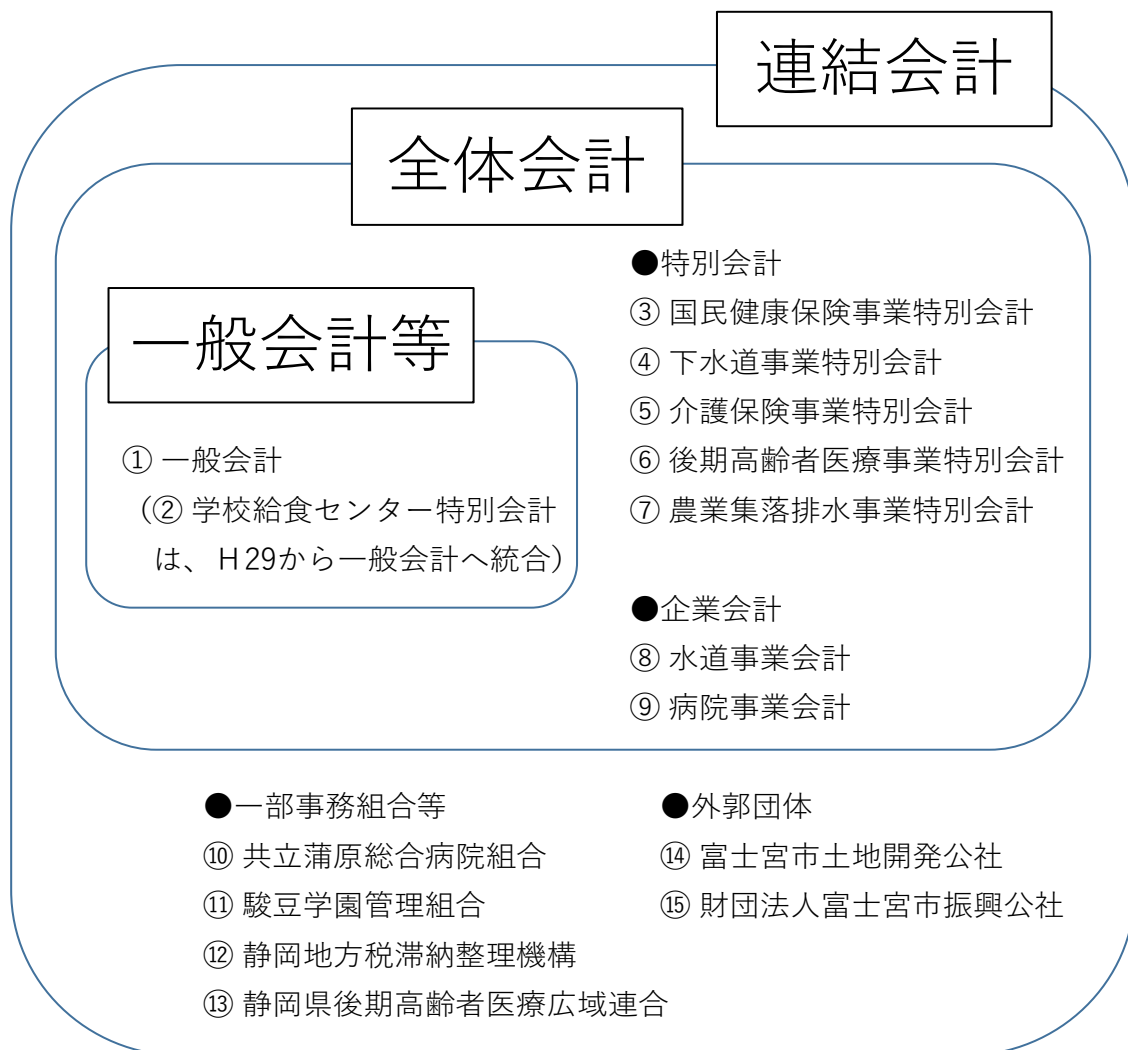 連結会計
全体会計
一般会計等
① 一般会計
(② 学校給食センター特別会計
は、H29から一般会計へ統合)
●特別会計
③ 国民健康保険事業特別会計
④ 下水道事業特別会計
⑤ 介護保険事業特別会計
⑥ 後期高齢者医療事業特別会計
⑦ 農業集落排水事業特別会計
●企業会計
⑧ 水道事業会計
⑨ 病院事業会計
●一部事務組合等
⑩ 共立蒲原総合病院組合
⑪ 駿豆学園管理組合
⑫ 静岡地方税滞納整理機構
⑬ 静岡県後期高齢者医療広域連合
●外郭団体
⑭ 富士宮市土地開発公社
⑮ 財団法人富士宮市振興公社